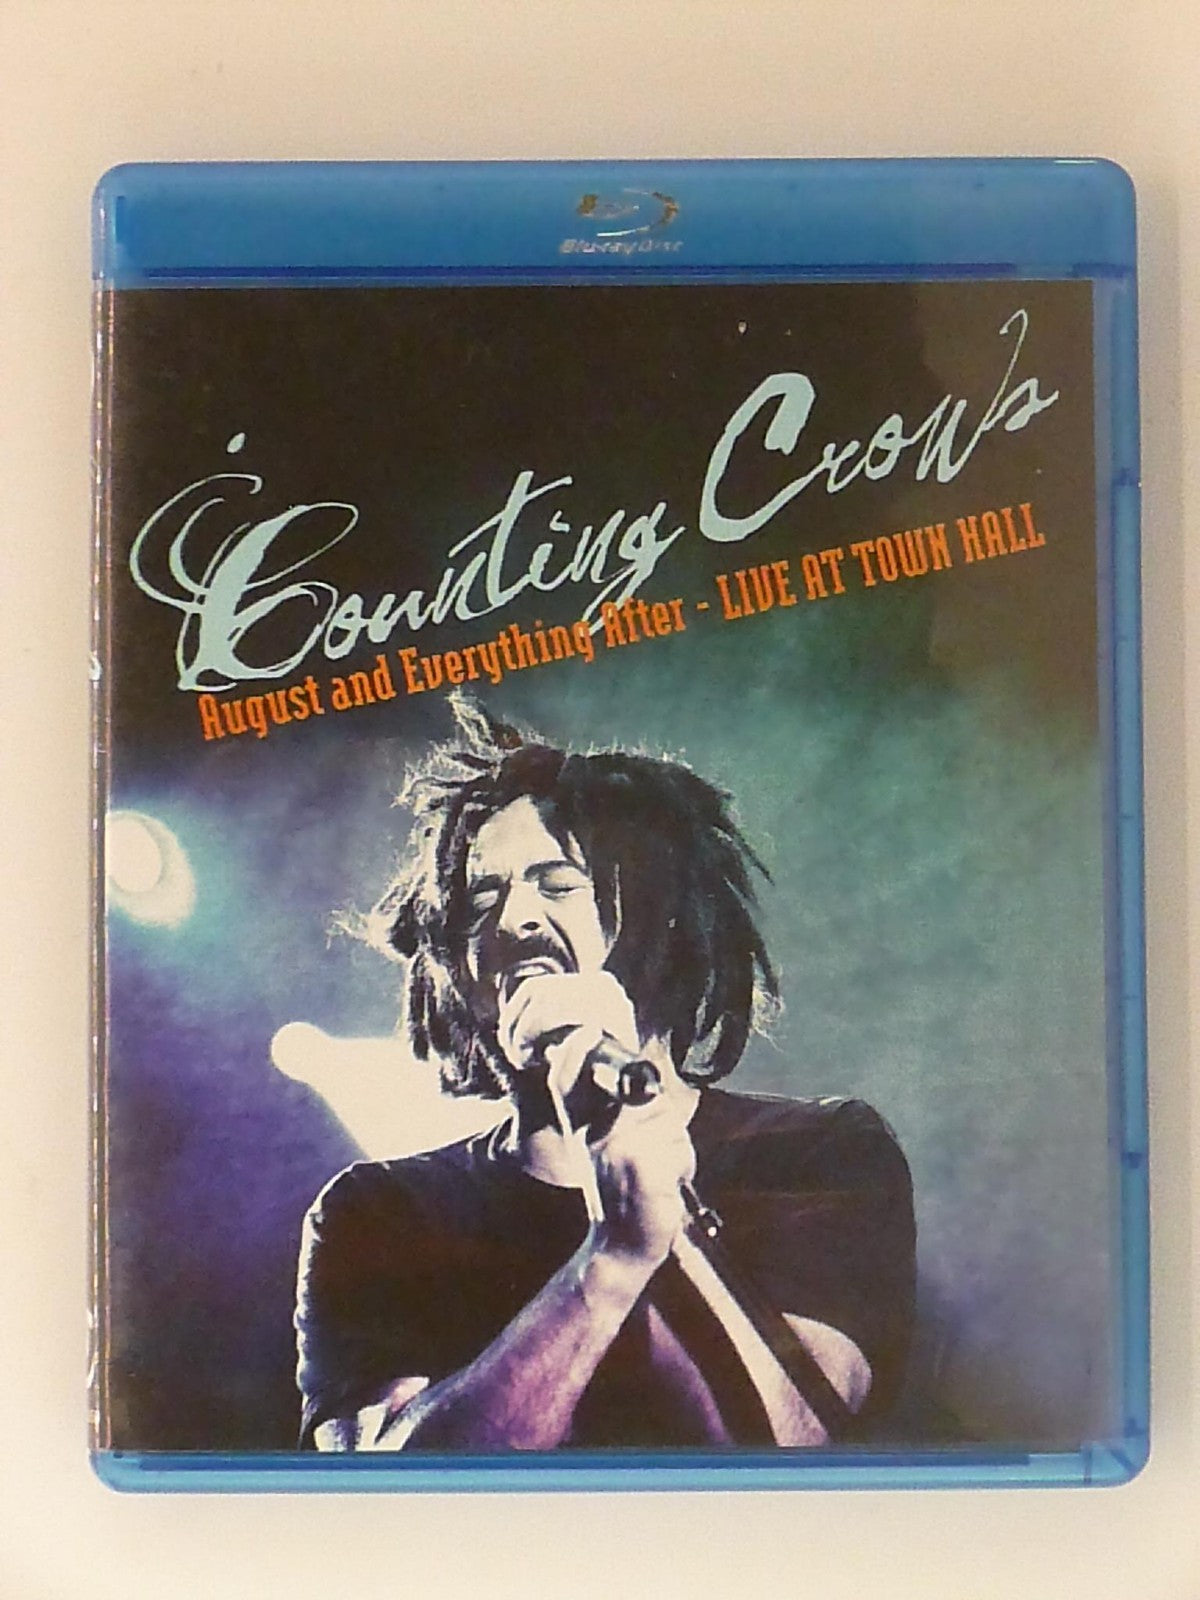 Blu-ray Disc
Counting Crows
August and Everything After - LIVE AT TOWN HALL